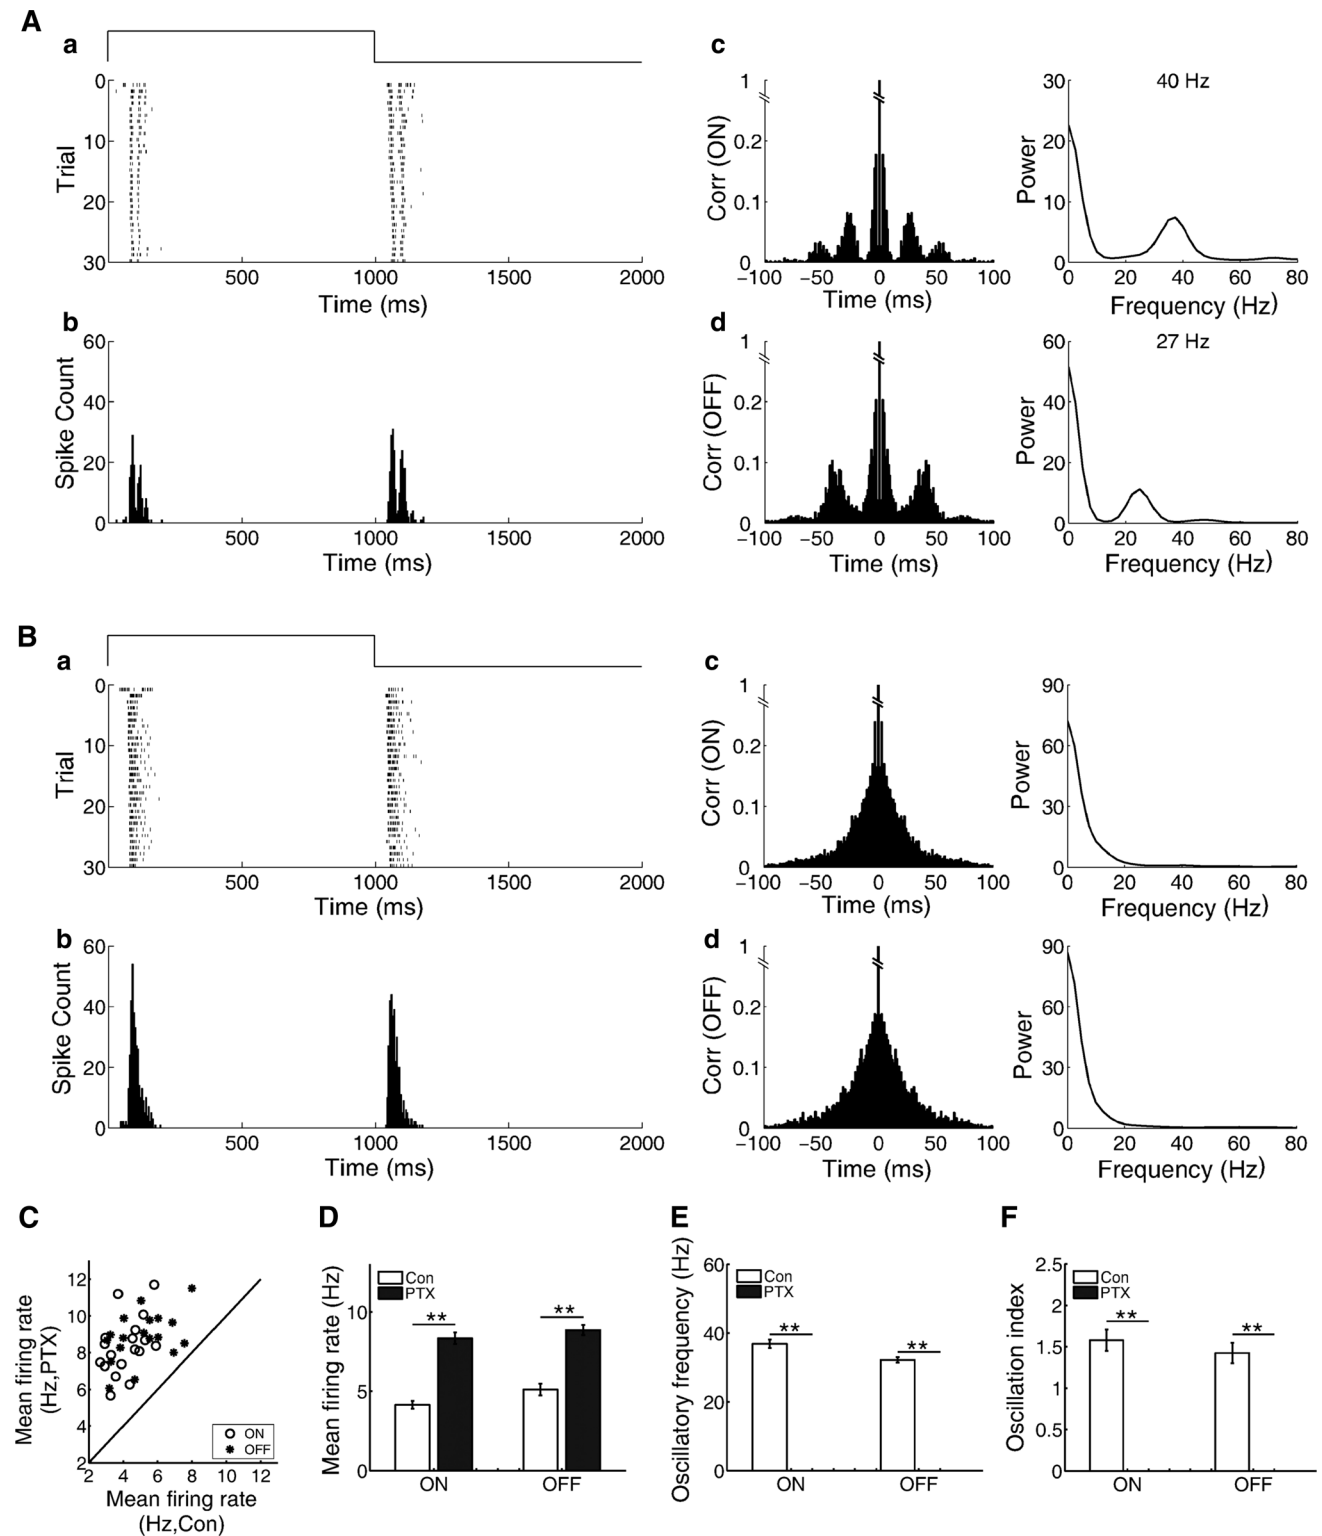 A
a
0
10
20
30
Trial
500
1000
1500
2000
Time (ms)
b
60
40
20
0
Spike Count
500
1000
1500
2000
Time (ms)
c
1
0.2
0.1
0
Corr (ON)
−100
−50
0
50
100
Time (ms)
40 Hz
30
20
10
0
Power
0
20
40
60
80
Frequency (Hz)
d
1
0.2
0.1
0
Corr (OFF)
−100
−50
0
50
100
Time (ms)
27 Hz
60
40
20
0
Power
0
20
40
60
80
Frequency (Hz)
B
a
0
10
20
30
Trial
500
1000
1500
2000
Time (ms)
b
60
40
20
0
Spike Count
500
1000
1500
2000
Time (ms)
c
1
0.2
0.1
0
Corr (ON)
−100
−50
0
50
100
Time (ms)
90
60
30
0
Power
0
20
40
60
80
Frequency (Hz)
d
1
0.2
0.1
0
Corr (OFF)
−100
−50
0
50
100
Time (ms)
90
60
30
0
Power
0
20
40
60
80
Frequency (Hz)
C
12
10
8
6
4
2
Mean firing rate
(Hz,PTX)
ON
OFF
2
4
6
8
10
12
Mean firing rate
(Hz,Con)
D
Mean firing rate (Hz)
10
5
0
Con
PTX
**
**
ON
OFF
E
Oscillatory frequency (Hz)
60
40
20
0
Con
PTX
**
**
ON
OFF
F
Oscillation index
2.5
2
1.5
1
0.5
0
Con
PTX
**
**
ON
OFF